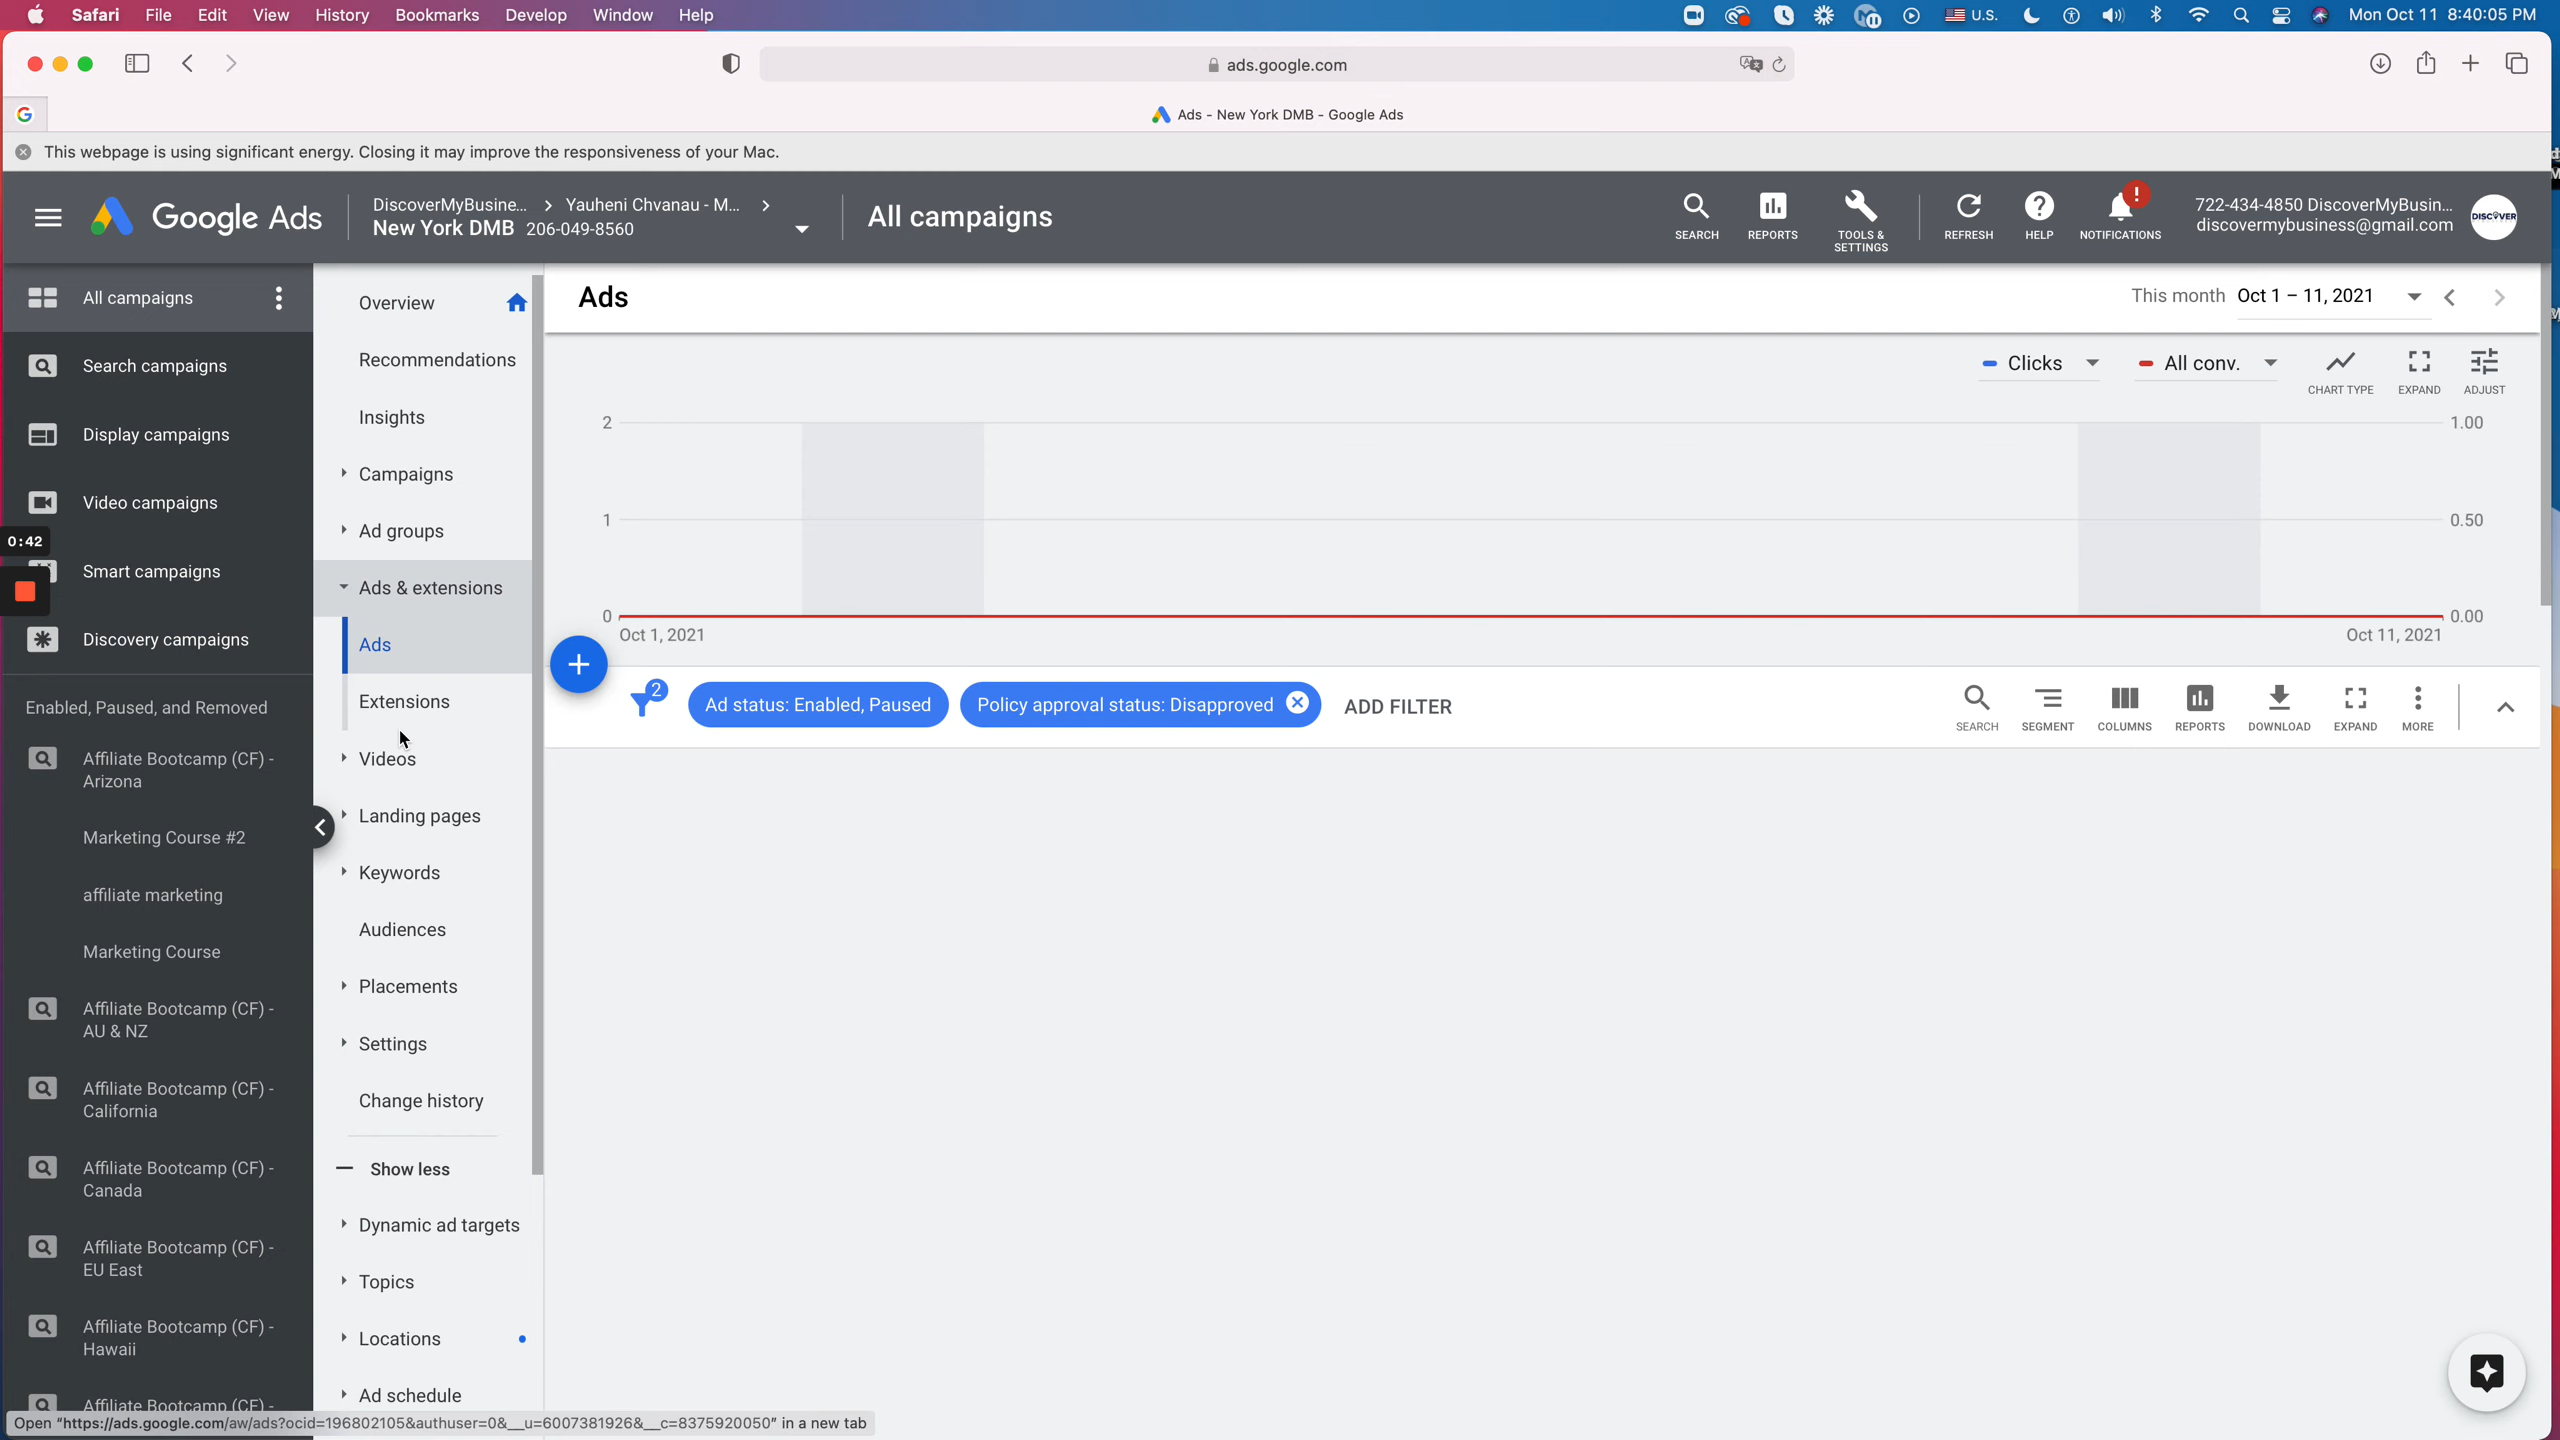 Safari File Edit View History Bookmarks Develop Window Help
U.S.
Mon Oct 11 8:40:05 PM
ads.google.com
Ads - New York DMB - Google Ads
This webpage is using significant energy. Closing it may improve the responsiveness of your Mac.
Google Ads
DiscoverMyBusine... > Yauheni Chvanau - M... >
New York DMB 206-049-8560
All campaigns
SEARCH
REPORTS
TOOLS &
SETTINGS
REFRESH
HELP
!
NOTIFICATIONS
722-434-4850 DiscoverMyBusin...
discovermybusiness@gmail.com
DISCOVER
All campaigns
Search campaigns
Display campaigns
Video campaigns
0:42
Smart campaigns
Discovery campaigns
Enabled, Paused, and Removed
Affiliate Bootcamp (CF) -
Arizona
Marketing Course #2
affiliate marketing
Marketing Course
Affiliate Bootcamp (CF) -
AU & NZ
Affiliate Bootcamp (CF) -
California
Affiliate Bootcamp (CF) -
Canada
Affiliate Bootcamp (CF) -
EU East
Affiliate Bootcamp (CF) -
Hawaii
Affiliate Bootcamp (CF) -
Overview
Recommendations
Insights
Campaigns
Ad groups
Ads & extensions
Ads
Extensions
Videos
Landing pages
Keywords
Audiences
Placements
Settings
Change history
Show less
Dynamic ad targets
Topics
Locations
Ad schedule
Ads
This month Oct 1 – 11, 2021
Clicks
All conv.
CHART TYPE
EXPAND
ADJUST
2
1.00
1
0.50
0
0.00
Oct 1, 2021
Oct 11, 2021
2
Ad status: Enabled, Paused
Policy approval status: Disapproved
ADD FILTER
SEARCH
SEGMENT
COLUMNS
REPORTS
DOWNLOAD
EXPAND
MORE
Open "https://ads.google.com/aw/ads?ocid=196802105&authuser=0&__u=6007381926&__c=8375920050" in a new tab